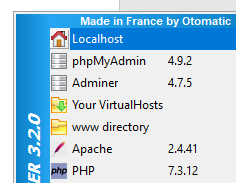 Made in France by Otomatic
Localhost
phpMyAdmin 4.9.2
Adminer 4.7.5
Your VirtualHosts
www directory
Apache 2.4.41
php PHP 7.3.12
ER 3.2.0